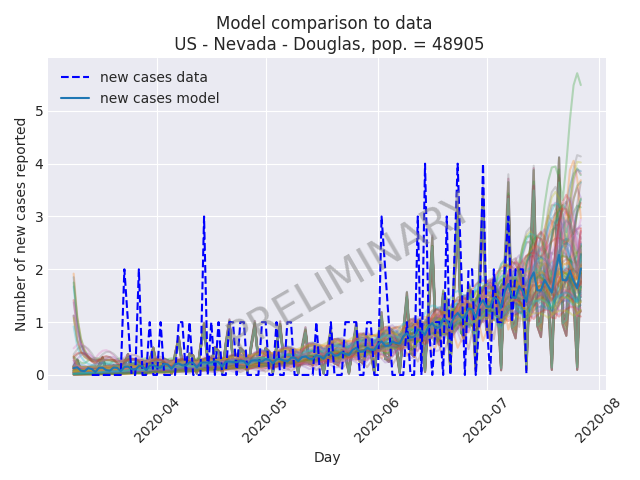 Model comparison to data
US - Nevada - Douglas, pop. = 48905
new cases data
new cases model
Number of new cases reported
5
4
3
2
1
0
PRELIMINARY
2020-04
2020-05
2020-06
2020-07
2020-08
Day